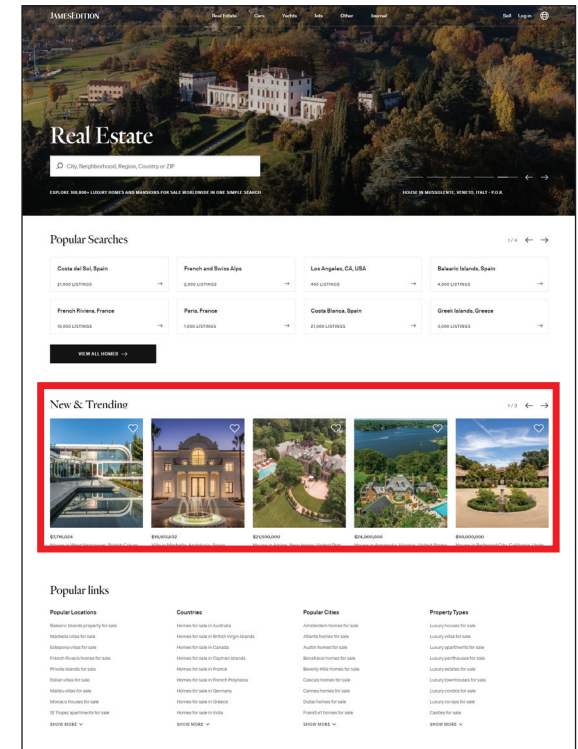 JAMESEDITION
Real Estate Cars Yachts Jets Other Journal
Sell Log in
Real Estate
City, Neighborhood, Region, Country or ZIP
EXPLORE 100,000+ LUXURY HOMES AND MANSIONS FOR SALE WORLDWIDE IN ONE SIMPLE SEARCH
HOUSE IN MUSSOLENTE, VENETO, ITALY - P.O.R.
Popular Searches
1/4
Costa del Sol, Spain
21,000 LISTINGS
French and Swiss Alps
2,000 LISTINGS
Los Angeles, CA, USA
400 LISTINGS
Balearic Islands, Spain
4,000 LISTINGS
French Riviera, France
10,000 LISTINGS
Paris, France
1,000 LISTINGS
Costa Blanca, Spain
21,000 LISTINGS
Greek Islands, Greece
3,000 LISTINGS
VIEW ALL HOMES
New & Trending
1/3
$7,716,024
$10,103,632
$21,500,000
$24,900,000
$50,000,000
Popular links
Popular Locations
Balearic Islands property for sale
Marbella villas for sale
Estepona villas for sale
French Riviera homes for sale
Private islands for sale
Italian villas for sale
Malibu villas for sale
Monaco houses for sale
St Tropez apartments for sale
SHOW MORE
Countries
Homes for sale in Australia
Homes for sale in British Virgin Islands
Homes for sale in Canada
Homes for sale in Cayman Islands
Homes for sale in France
Homes for sale in French Polynesia
Homes for sale in Germany
Homes for sale in Greece
Homes for sale in India
SHOW MORE
Popular Cities
Amsterdam homes for sale
Atlanta homes for sale
Austin homes for sale
Benahavis homes for sale
Beverly Hills homes for sale
Cascais homes for sale
Cannes homes for sale
Dubai homes for sale
Frankfurt homes for sale
SHOW MORE
Property Types
Luxury houses for sale
Luxury villas for sale
Luxury apartments for sale
Luxury penthouses for sale
Luxury estates for sale
Luxury townhouses for sale
Luxury condos for sale
Luxury co-ops for sale
Castles for sale
SHOW MORE